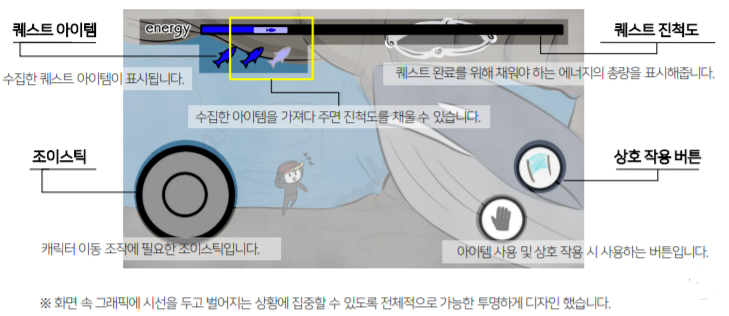 퀘스트 아이템
energy
퀘스트 진척도
수집한 퀘스트 아이템이 표시됩니다.
퀘스트 완료를 위해 채워야 하는 에너지의 총량을 표시해줍니다.
수집한 아이템을 가져다 주면 진척도를 채울 수 있습니다.
조이스틱
상호 작용 버튼
캐릭터 이동 조작에 필요한 조이스틱입니다.
아이템 사용 및 상호 작용 시 사용하는 버튼입니다.
※ 화면 속 그래픽에 시선을 두고 벌어지는 상황에 집중할 수 있도록 전체적으로 가능한 투명하게 디자인 했습니다.